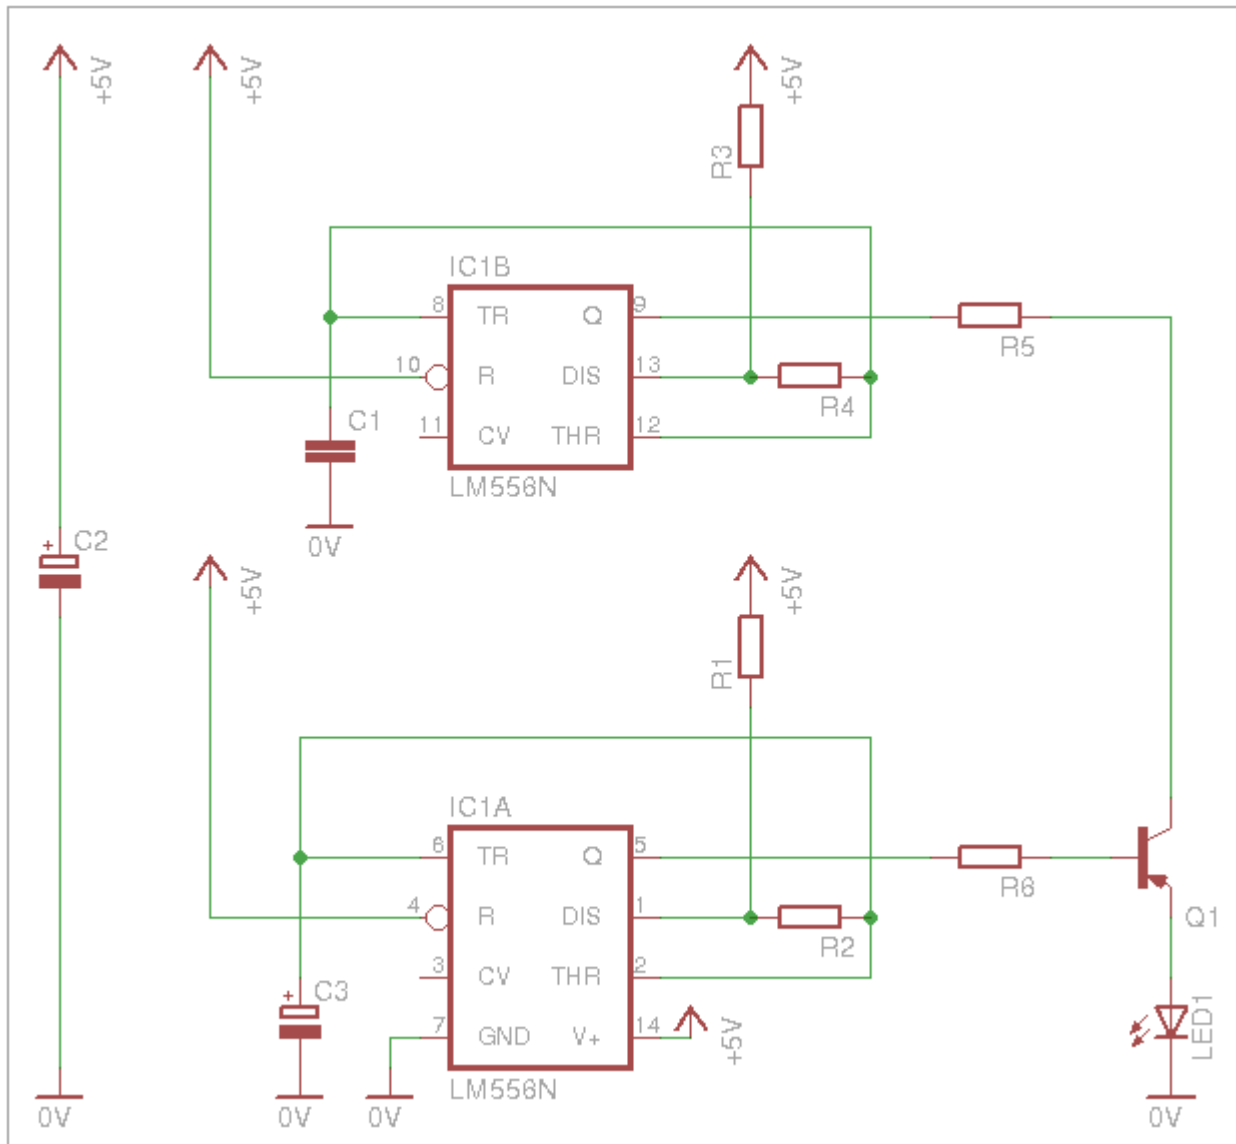 +5V
+5V
+5V
R3
IC1B
8 TR Q 9
R5
10 R DIS 13
R4
C1
11 CV THR 12
LM556N
0V
C2
+5V
+5V
R1
IC1A
6 TR Q 5
R6
4 R DIS 1
R2
Q1
3 CV THR 2
C3
7 GND V+ 14
+5V
LED1
LM556N
0V
0V
0V
0V